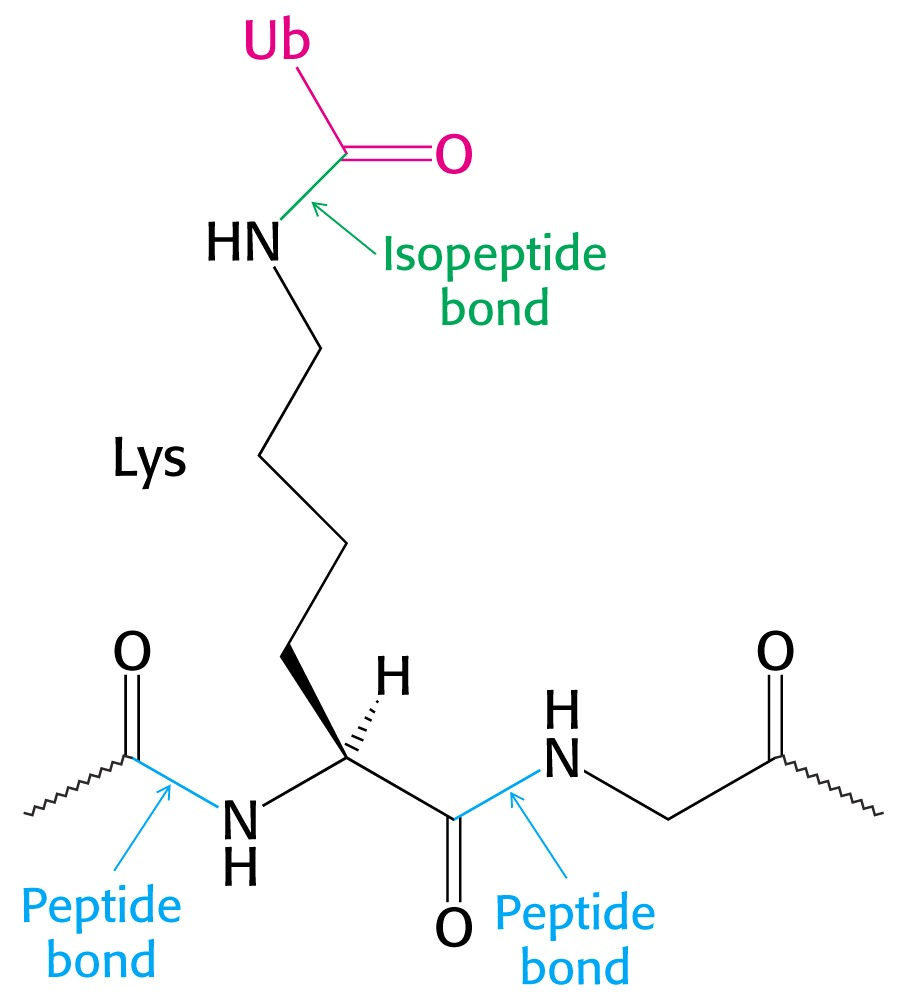 Ub
O
HN
Isopeptide
bond
Lys
O
H
O
H
N
N
H
O
Peptide
bond
Peptide
bond